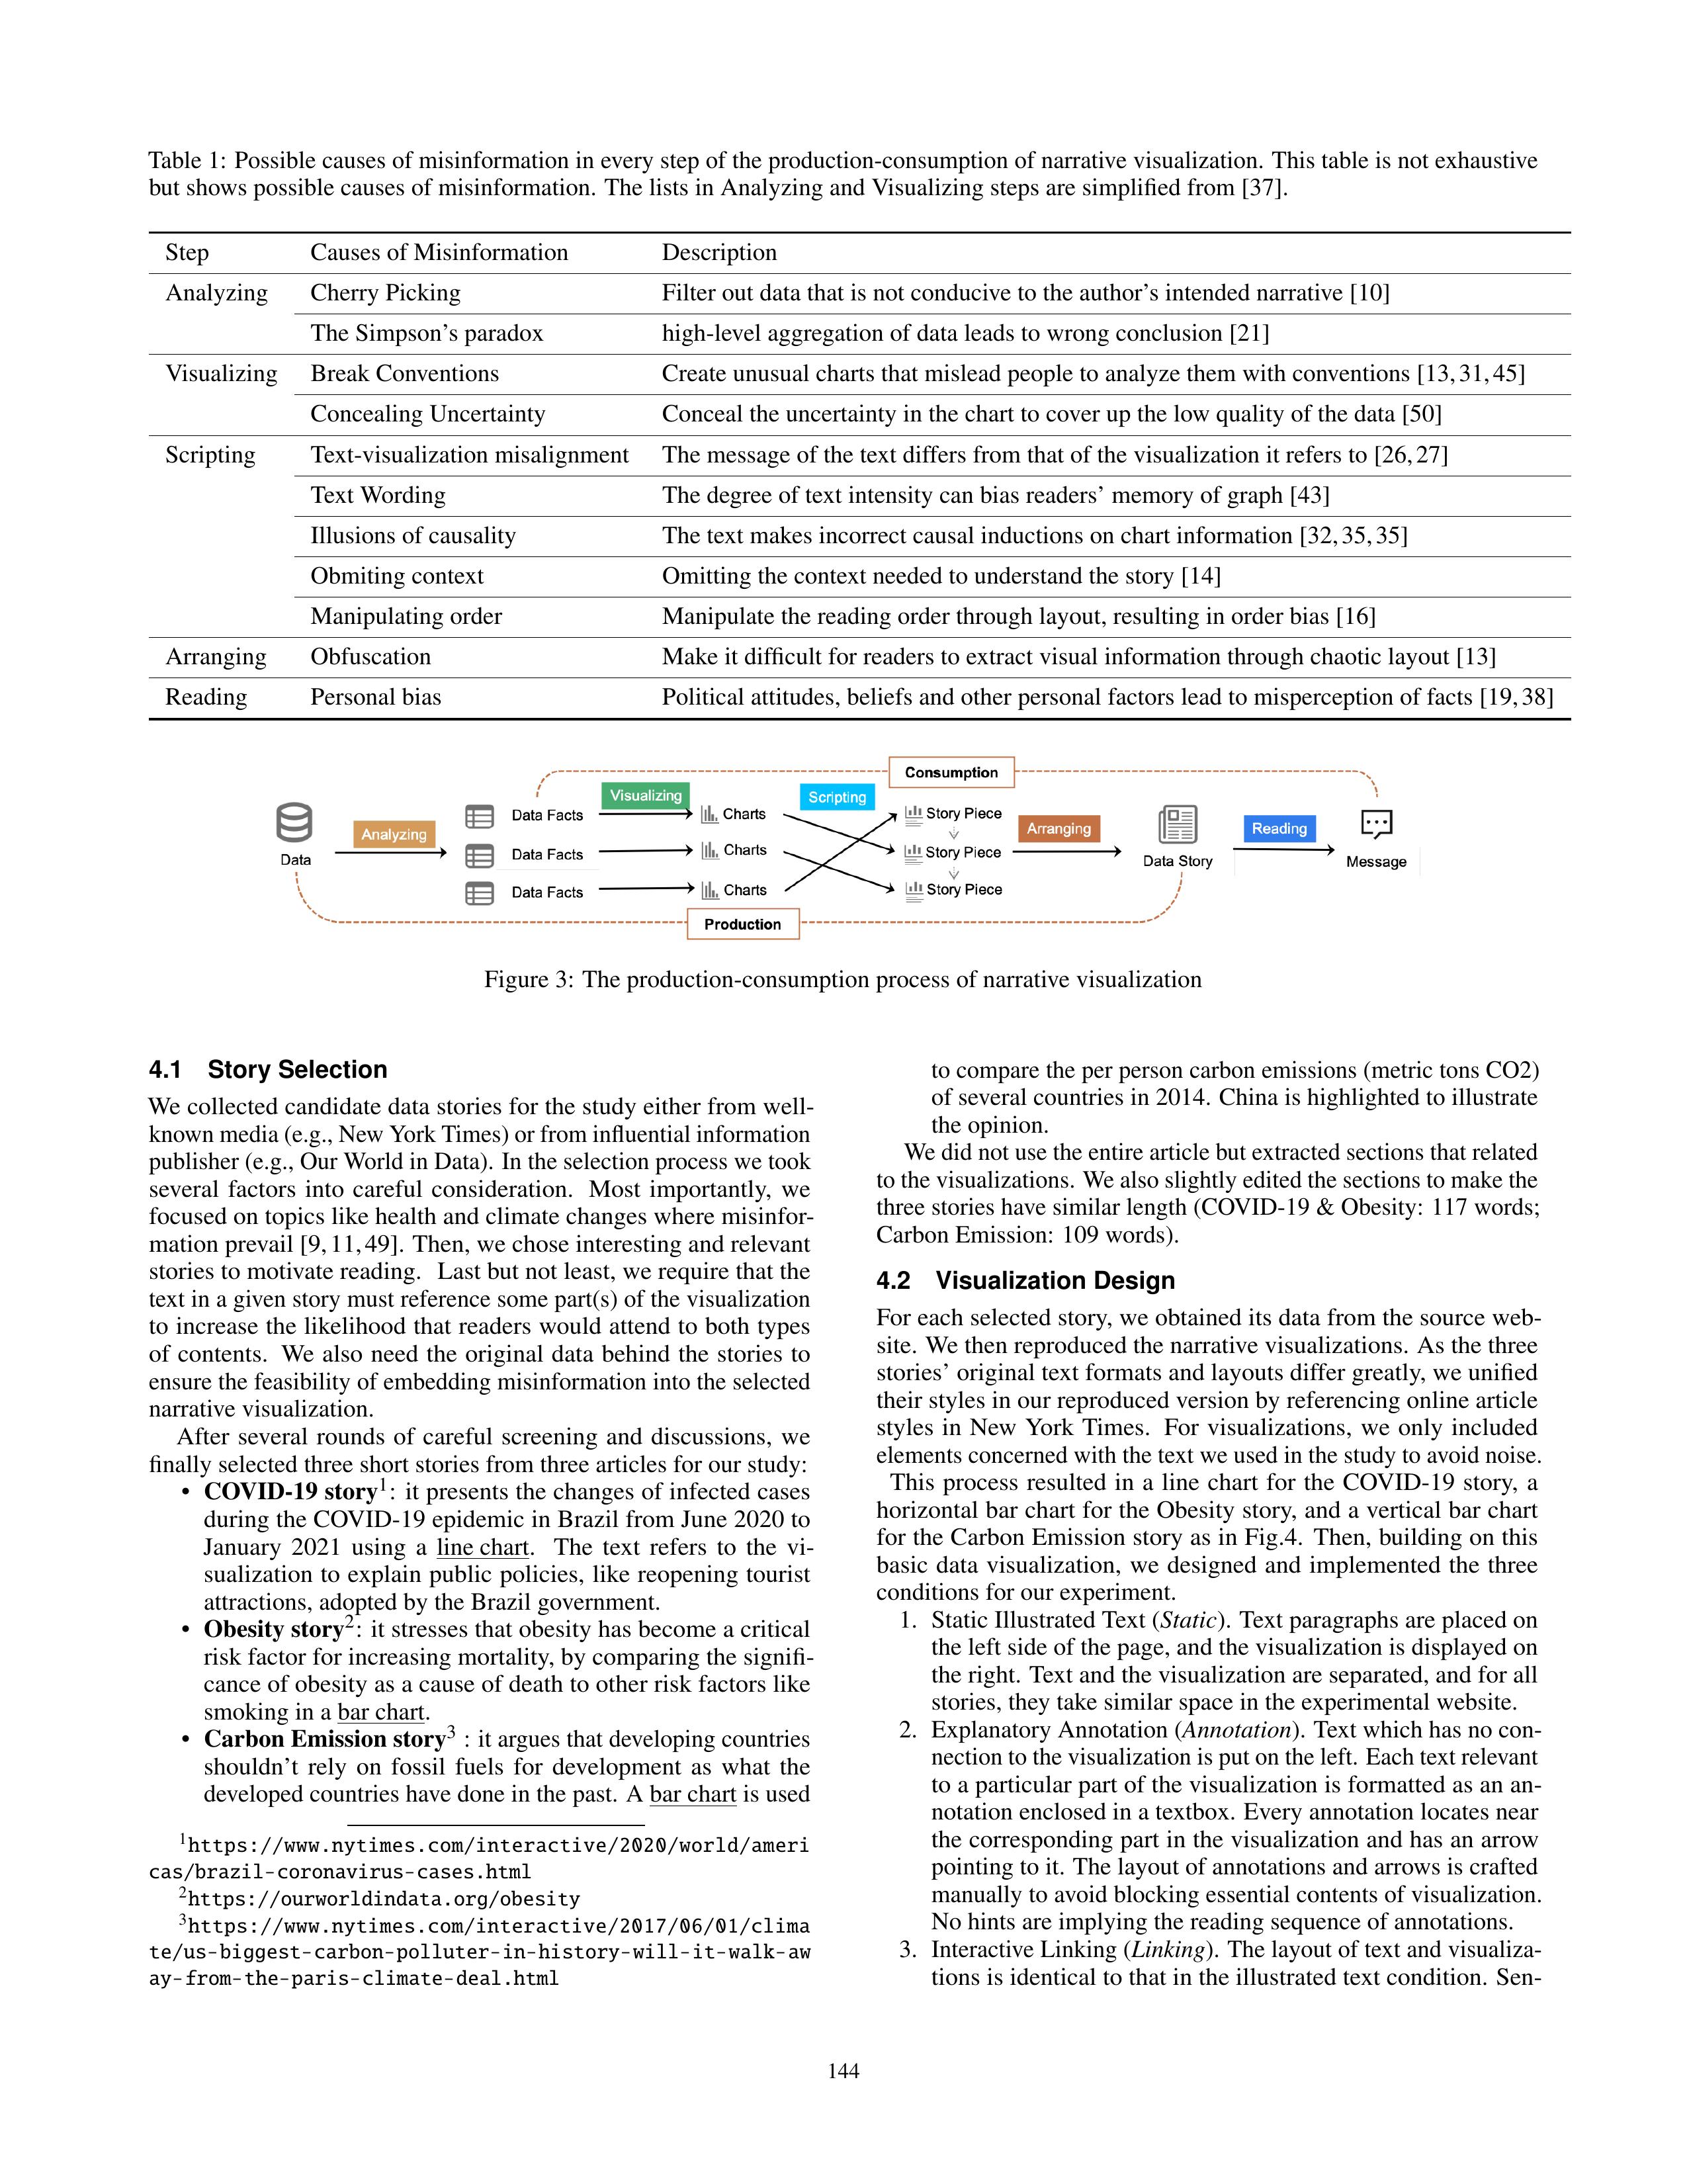 Table 1: Possible causes of misinformation in every step of the production-consumption of narrative visualization. This table is not exhaustive
but shows possible causes of misinformation. The lists in Analyzing and Visualizing steps are simplified from [37].
Step Causes of Misinformation Description
Analyzing Cherry Picking Filter out data that is not conducive to the author's intended narrative [10]
The Simpson's paradox high-level aggregation of data leads to wrong conclusion [21]
Visualizing Break Conventions Create unusual charts that mislead people to analyze them with conventions [13,31,45]
Concealing Uncertainty Conceal the uncertainty in the chart to cover up the low quality of the data [50]
Scripting Text-visualization misalignment The message of the text differs from that of the visualization it refers to [26,27]
Text Wording The degree of text intensity can bias readers' memory of graph [43]
Illusions of causality The text makes incorrect causal inductions on chart information [32,35,35]
Obmiting context Omitting the context needed to understand the story [14]
Manipulating order Manipulate the reading order through layout, resulting in order bias [16]
Arranging Obfuscation Make it difficult for readers to extract visual information through chaotic layout [13]
Reading Personal bias Political attitudes, beliefs and other personal factors lead to misperception of facts [19,38]
Consumption
Visualizing Scripting
Data Facts Charts Story Piece
Analyzing Arranging Reading
Data Data Facts Charts Story Piece Data Story Message
Data Facts Charts Story Piece
Production
Figure 3: The production-consumption process of narrative visualization
4.1 Story Selection
We collected candidate data stories for the study either from well-
known media (e.g., New York Times) or from influential information
publisher (e.g., Our World in Data). In the selection process we took
several factors into careful consideration. Most importantly, we
focused on topics like health and climate changes where misinfor-
mation prevail [9,11,49]. Then, we chose interesting and relevant
stories to motivate reading. Last but not least, we require that the
text in a given story must reference some part(s) of the visualization
to increase the likelihood that readers would attend to both types
of contents. We also need the original data behind the stories to
ensure the feasibility of embedding misinformation into the selected
narrative visualization.
After several rounds of careful screening and discussions, we
finally selected three short stories from three articles for our study:
• COVID-19 story1: it presents the changes of infected cases
during the COVID-19 epidemic in Brazil from June 2020 to
January 2021 using a line chart. The text refers to the vi-
sualization to explain public policies, like reopening tourist
attractions, adopted by the Brazil government.
• Obesity story2: it stresses that obesity has become a critical
risk factor for increasing mortality, by comparing the signifi-
cance of obesity as a cause of death to other risk factors like
smoking in a bar chart.
• Carbon Emission story3 : it argues that developing countries
shouldn't rely on fossil fuels for development as what the
developed countries have done in the past. A bar chart is used
1https://www.nytimes.com/interactive/2020/world/ameri
cas/brazil-coronavirus-cases.html
2https://ourworldindata.org/obesity
3https://www.nytimes.com/interactive/2017/06/01/clima
te/us-biggest-carbon-polluter-in-history-will-it-walk-aw
ay-from-the-paris-climate-deal.html
to compare the per person carbon emissions (metric tons CO2)
of several countries in 2014. China is highlighted to illustrate
the opinion.
We did not use the entire article but extracted sections that related
to the visualizations. We also slightly edited the sections to make the
three stories have similar length (COVID-19 & Obesity: 117 words;
Carbon Emission: 109 words).
4.2 Visualization Design
For each selected story, we obtained its data from the source web-
site. We then reproduced the narrative visualizations. As the three
stories' original text formats and layouts differ greatly, we unified
their styles in our reproduced version by referencing online article
styles in New York Times. For visualizations, we only included
elements concerned with the text we used in the study to avoid noise.
This process resulted in a line chart for the COVID-19 story, a
horizontal bar chart for the Obesity story, and a vertical bar chart
for the Carbon Emission story as in Fig.4. Then, building on this
basic data visualization, we designed and implemented the three
conditions for our experiment.
1. Static Illustrated Text (Static). Text paragraphs are placed on
the left side of the page, and the visualization is displayed on
the right. Text and the visualization are separated, and for all
stories, they take similar space in the experimental website.
2. Explanatory Annotation (Annotation). Text which has no con-
nection to the visualization is put on the left. Each text relevant
to a particular part of the visualization is formatted as an an-
notation enclosed in a textbox. Every annotation locates near
the corresponding part in the visualization and has an arrow
pointing to it. The layout of annotations and arrows is crafted
manually to avoid blocking essential contents of visualization.
No hints are implying the reading sequence of annotations.
3. Interactive Linking (Linking). The layout of text and visualiza-
tions is identical to that in the illustrated text condition. Sen-
144